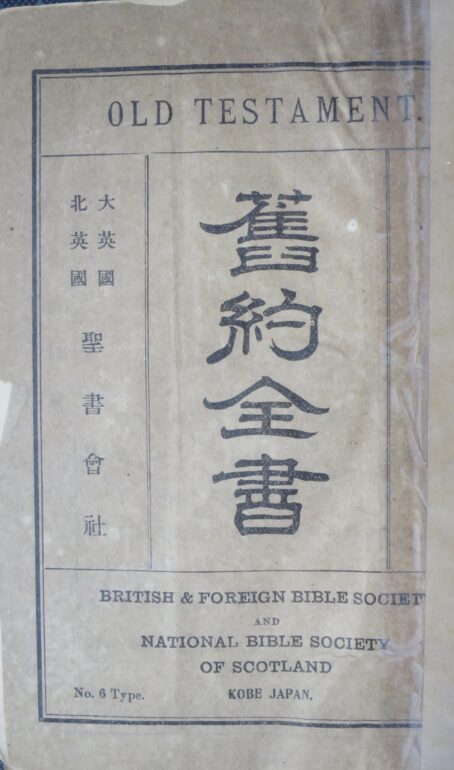 OLD TESTAMENT.
舊約全書
大英國
北英國
聖書會社
BRITISH & FOREIGN BIBLE SOCIET
AND
NATIONAL BIBLE SOCIETY
OF SCOTLAND
No. 6 Type.
KOBE JAPAN.